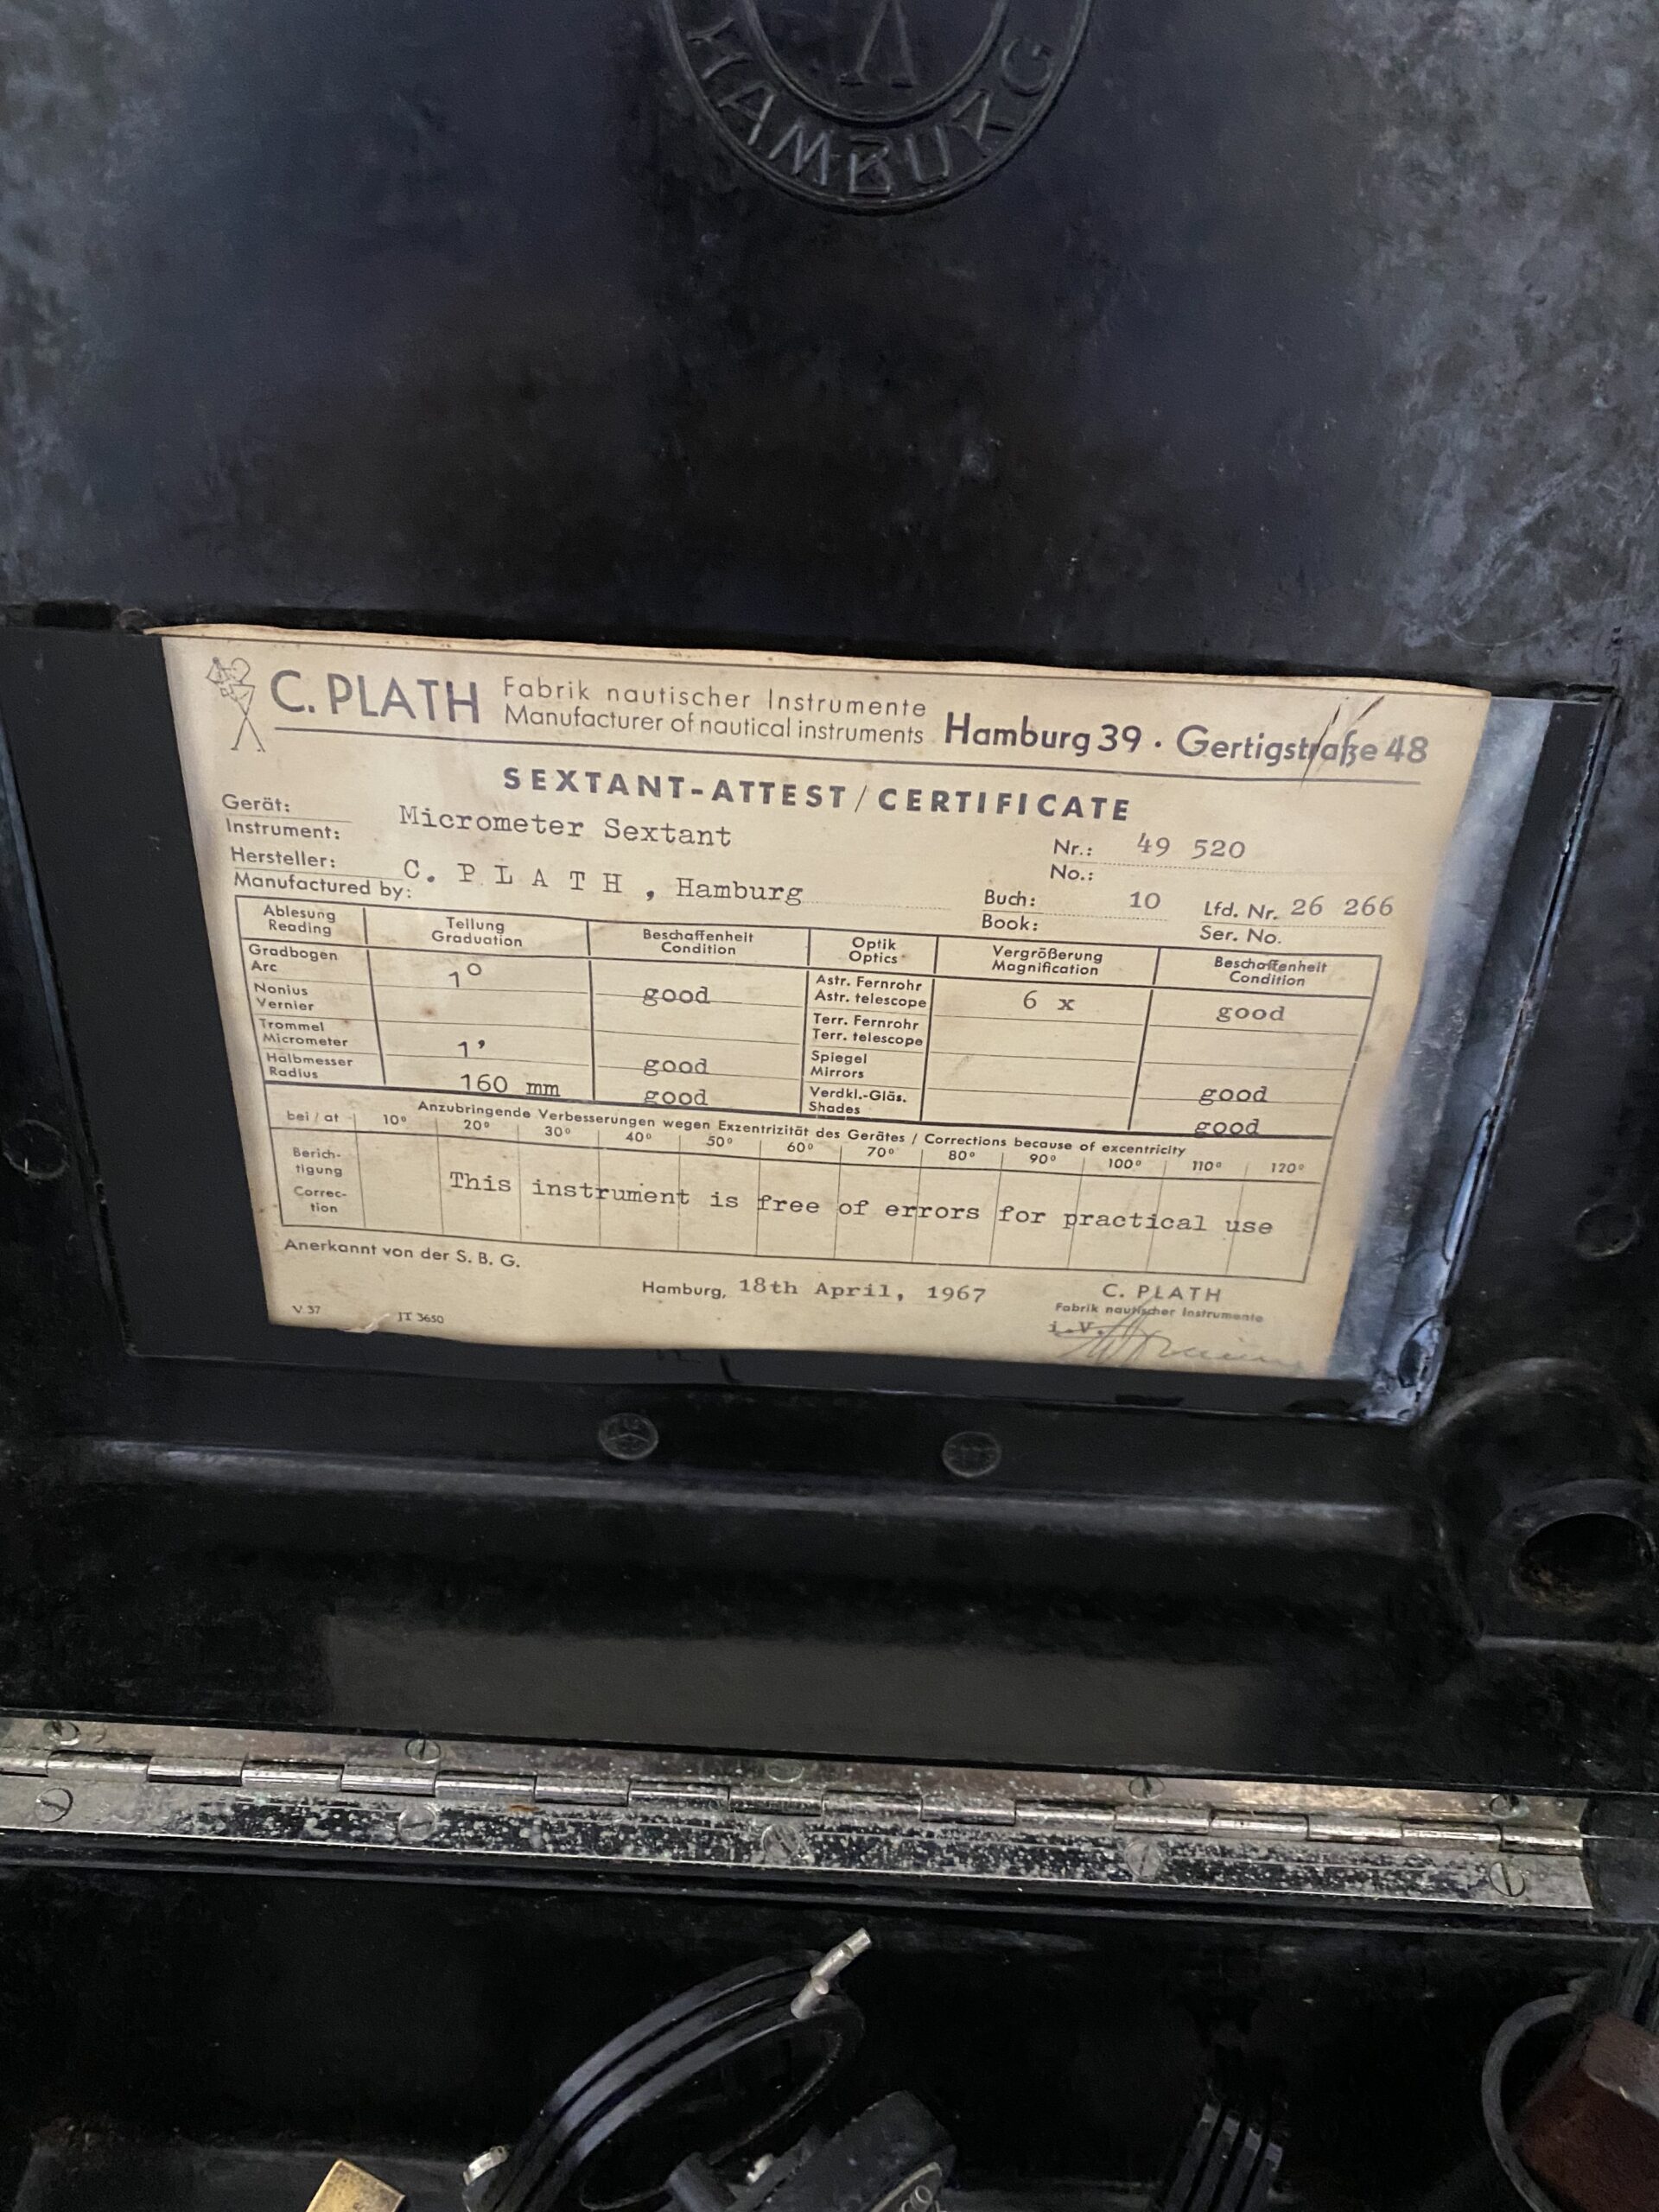 HAMBURG
C. PLATH
Fabrik nautischer Instrumente
Manufacturer of nautical instruments
Hamburg 39 · Gertigstraße 48
SEXTANT-ATTEST / CERTIFICATE
Gerät:
Instrument: Micrometer Sextant
Nr.: 49 520
No.:
Hersteller:
Manufactured by: C. PLATH, Hamburg
Buch: 10 Lfd. Nr. 26 266
Book: Ser. No.
Ablesung Teilung Beschaffenheit Optik Vergrößerung Beschaffenheit
Reading Graduation Condition Optics Magnification Condition
Gradbogen 1° good Astr. Fernrohr 6 x good
Arc Astr. telescope
Nonius Terr. Fernrohr
Vernier Terr. telescope
Trommel 1' good Spiegel good
Micrometer Mirrors
Halbmesser 160 mm good Verdkl.-Gläs. good
Radius Shades
Anzubringende Verbesserungen wegen Exzentrizität des Gerätes / Corrections because of excentricity
bei / at 10° 20° 30° 40° 50° 60° 70° 80° 90° 100° 110° 120°
Berich-
tigung
Correc-
tion
This instrument is free of errors for practical use
Anerkannt von der S. B. G.
Hamburg, 18th April, 1967
C. PLATH
Fabrik nautischer Instrumente
i.V.
V 37 JT 3650